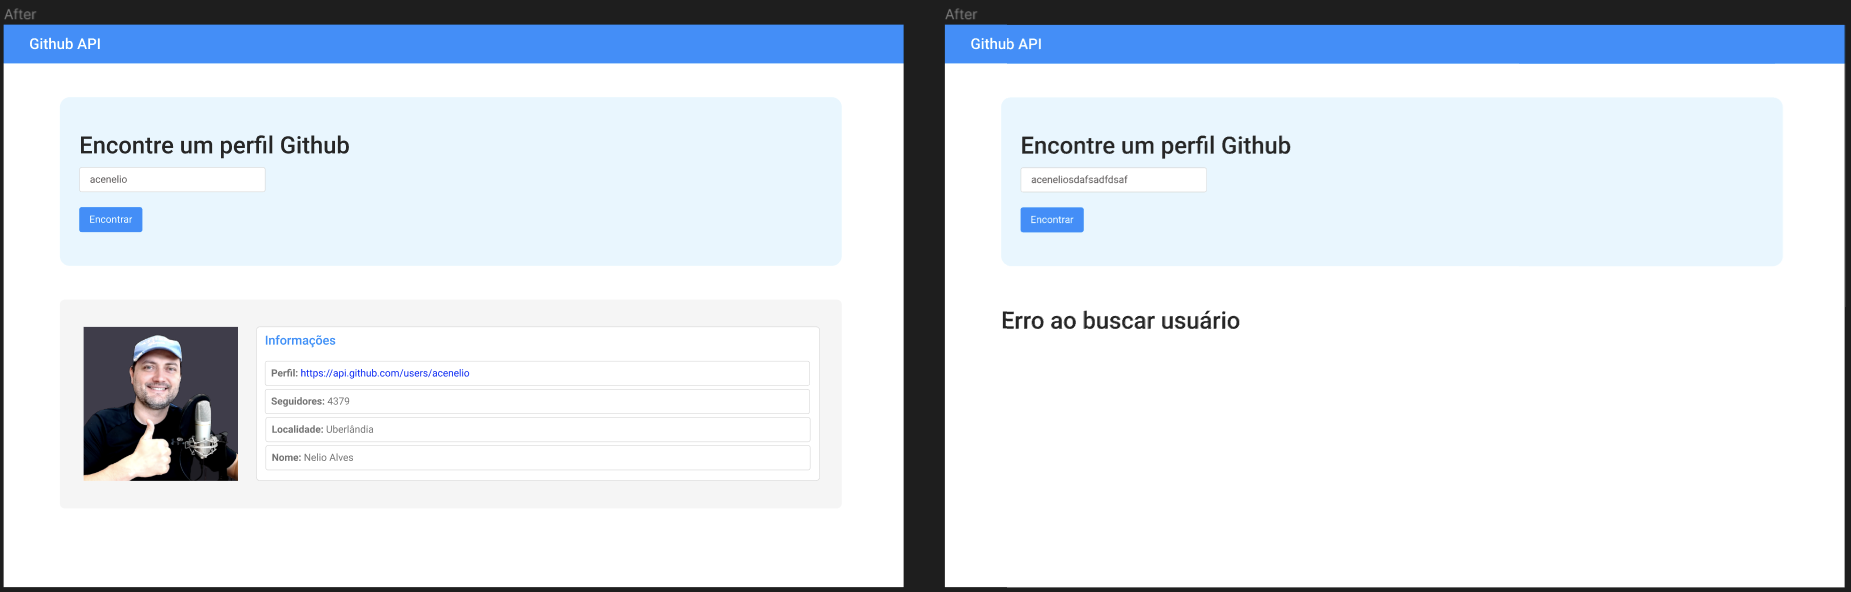 After
Github API
Encontre um perfil Github
acenelio
Encontrar
Informações
Perfil: https://api.github.com/users/acenelio
Seguidores: 4379
Localidade: Uberlândia
Nome: Nelio Alves
After
Github API
Encontre um perfil Github
aceneliosdafsadfdsaf
Encontrar
Erro ao buscar usuário